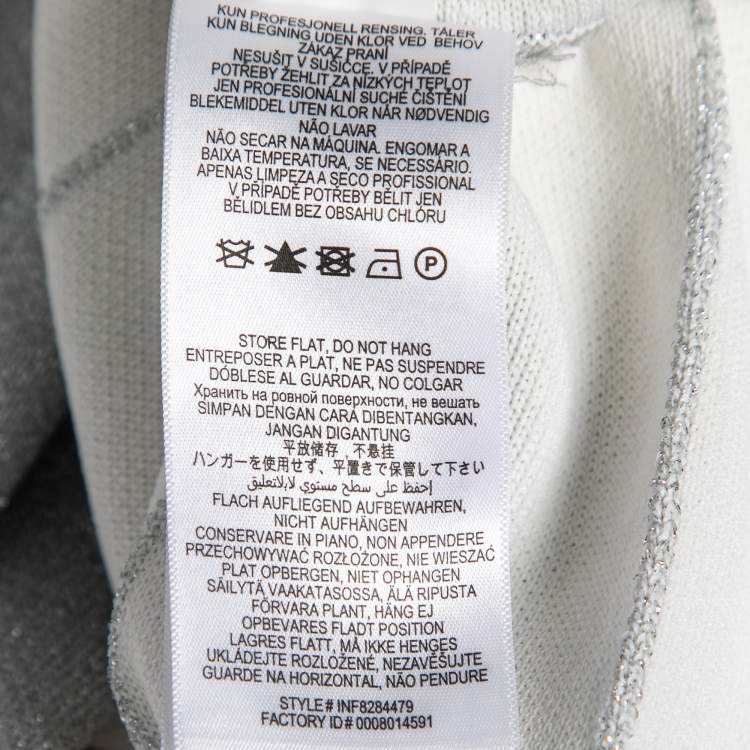 KUN PROFESJONELL RENSING. TÅLER
KUN BLEGNING UDEN KLOR VED BEHOV
ZÁKAZ PRANÍ
NESUŠIT V SUŠIČCE. V PŘÍPADĚ
POTŘEBY ŽEHLIT ZA NÍZKÝCH TEPLOT
JEN PROFESIONÁLNÍ SUCHÉ ČIŠTĚNÍ
BLEKEMIDDEL UTEN KLOR NÅR NØDVENDIG
NÃO LAVAR
NÃO SECAR NA MÁQUINA. ENGOMAR A
BAIXA TEMPERATURA, SE NECESSÁRIO.
APENAS LIMPEZA A SECO PROFISSIONAL
V PŘÍPADĚ POTŘEBY BĚLIT JEN
BĚLIDLEM BEZ OBSAHU CHLÓRU
P
STORE FLAT, DO NOT HANG
ENTREPOSER A PLAT, NE PAS SUSPENDRE
DÓBLESE AL GUARDAR, NO COLGAR
Хранить на ровной поверхности, не вешать
SIMPAN DENGAN CARA DIBENTANGKAN,
JANGAN DIGANTUNG
平放储存，不悬挂
ハンガーを使用せず、平置きで保管して下さい
إحفظ على سطح مستوي لابلاتعليق
FLACH AUFLIEGEND AUFBEWAHREN,
NICHT AUFHÄNGEN
CONSERVARE IN PIANO, NON APPENDERE
PRZECHOWYWAĆ ROZŁOŻONE, NIE WIESZAĆ
PLAT OPBERGEN, NIET OPHANGEN
SÄILYTÄ VAAKATASOSSA, ÄLÄ RIPUSTA
FÖRVARA PLANT, HÄNG EJ
OPBEVARES FLADT POSITION
LAGRES FLATT, MÅ IKKE HENGES
UKLÁDEJTE ROZLOŽENÉ, NEZAVĚŠUJTE
GUARDE NA HORIZONTAL, NÃO PENDURE
STYLE# INF8284479
FACTORY ID# 0008014591